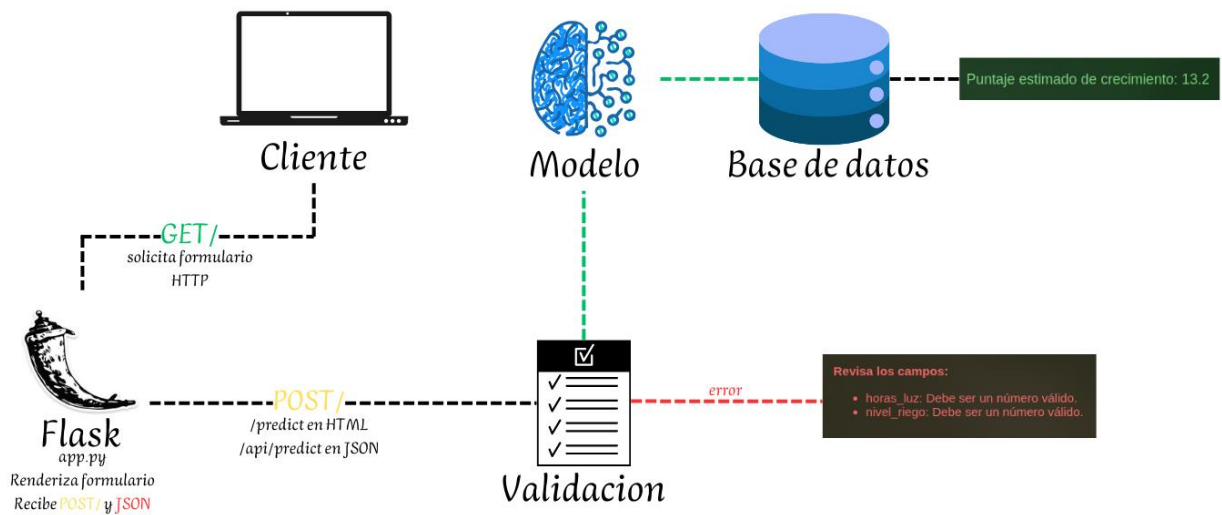 Cliente
Modelo
Base de datos
Puntaje estimado de crecimiento: 13.2
GET/
solicita formulario
HTTP
Flask
app.py
Renderiza formulario
Recibe POST/ y JSON
POST/
/predict en HTML
/api/predict en JSON
Validacion
error
Revisa los campos:
• horas_luz: Debe ser un número válido.
• nivel_riego: Debe ser un número válido.